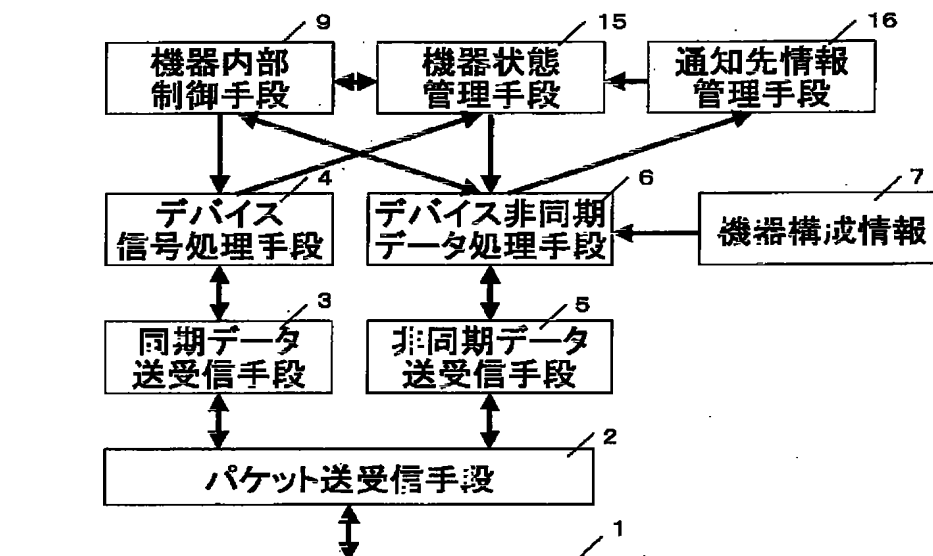 9
15
16
機器内部
制御手段
機器状態
管理手段
通知先情報
管理手段
4
6
7
デバイス
信号処理手段
デバイス非同期
データ処理手段
機器構成情報
3
5
同期データ
送受信手段
非同期データ
送受信手段
2
パケット送受信手段
1